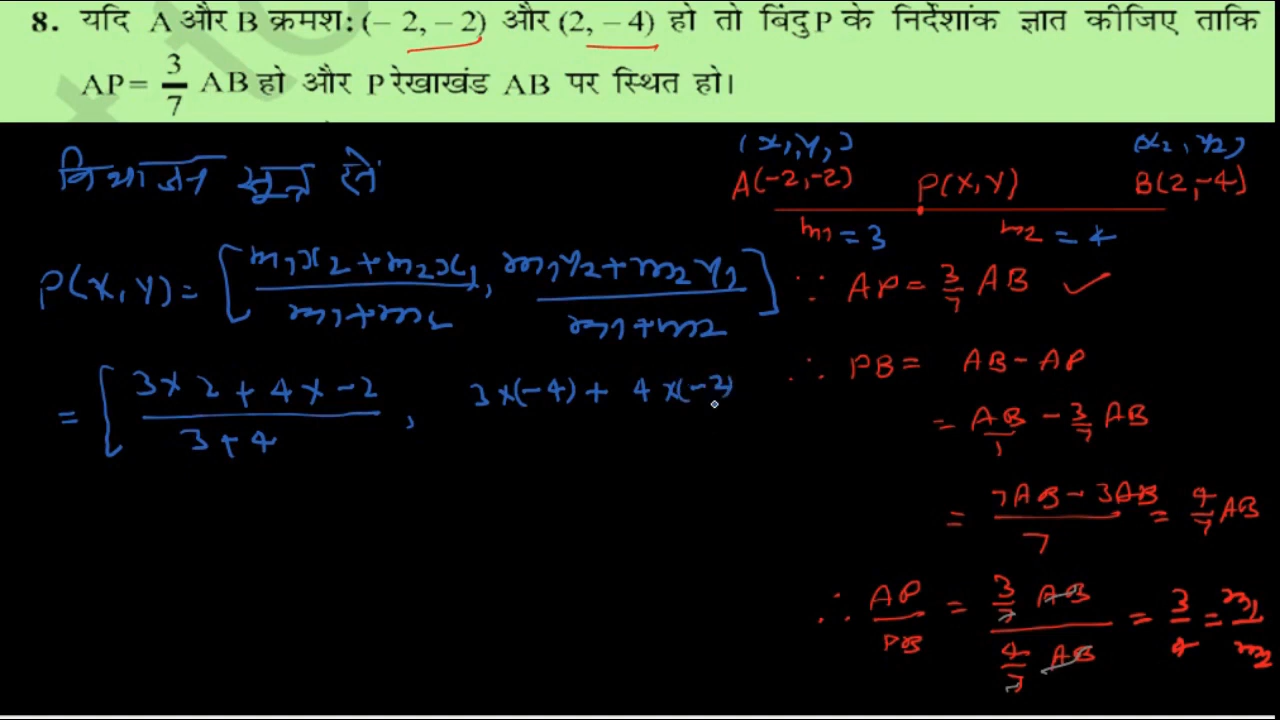 8. यदि A और B क्रमश: (– 2, – 2) और (2, – 4) हो तो बिंदु P के निर्देशांक ज्ञात कीजिए ताकि
AP = 3/7 AB हो और P रेखाखंड AB पर स्थित हो।
विभाजन सूत्र से
P(X, Y) = [ (m1x2 + m2x1)/(m1 + m2), (m1y2 + m2y1)/(m1 + m2) ]
= [ (3 × 2 + 4 × -2)/(3 + 4), 3 × (-4) + 4 × (-2)
(x1, y1) (x2, y2)
A(-2, -2) P(X, Y) B(2, -4)
m1 = 3 m2 = 4
∵ AP = 3/7 AB ✓
∴ PB = AB - AP
= AB/1 - 3/7 AB
= (7AB - 3AB)/7 = 4/7 AB
∴ AP/PB = (3/7 AB)/(4/7 AB) = 3/4 = m1/m2